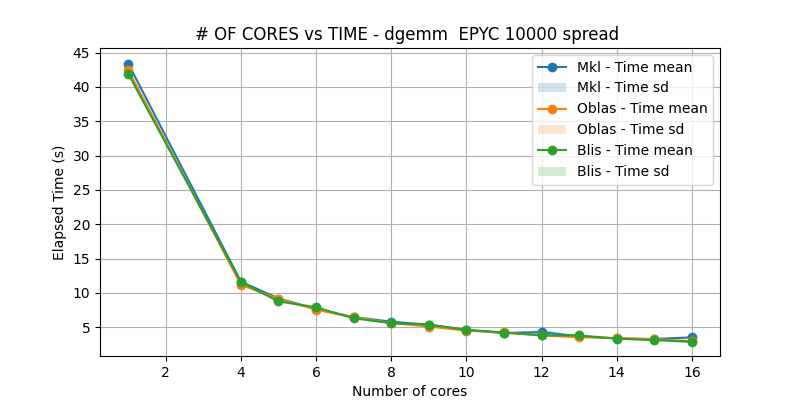 # OF CORES vs TIME - dgemm  EPYC 10000 spread
45
40
35
30
25
20
15
10
5
Elapsed Time (s)
Mkl - Time mean
Mkl - Time sd
Oblas - Time mean
Oblas - Time sd
Blis - Time mean
Blis - Time sd
2 4 6 8 10 12 14 16
Number of cores